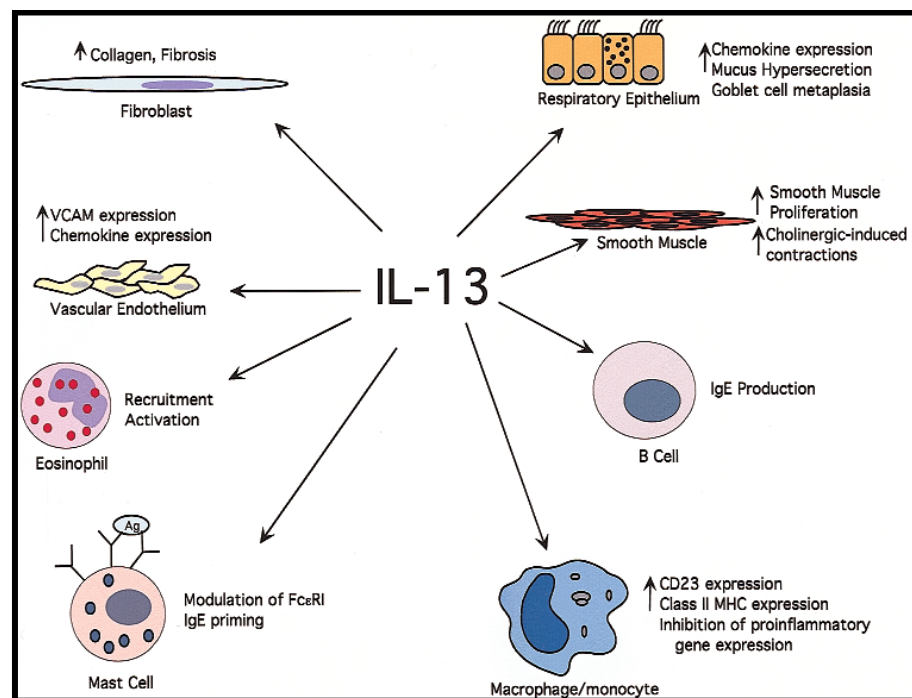 ↑ Collagen, Fibrosis
Fibroblast
Respiratory Epithelium
↑ Chemokine expression
Mucus Hypersecretion
Goblet cell metaplasia
↑ VCAM expression
Chemokine expression
Vascular Endothelium
↑ Smooth Muscle
Proliferation
↑ Cholinergic-induced
contractions
Smooth Muscle
IL-13
Recruitment
Activation
Eosinophil
IgE Production
B Cell
Ag
Modulation of FcεRI
IgE priming
Mast Cell
↑ CD23 expression
Class II MHC expression
Inhibition of proinflammatory
gene expression
Macrophage/monocyte